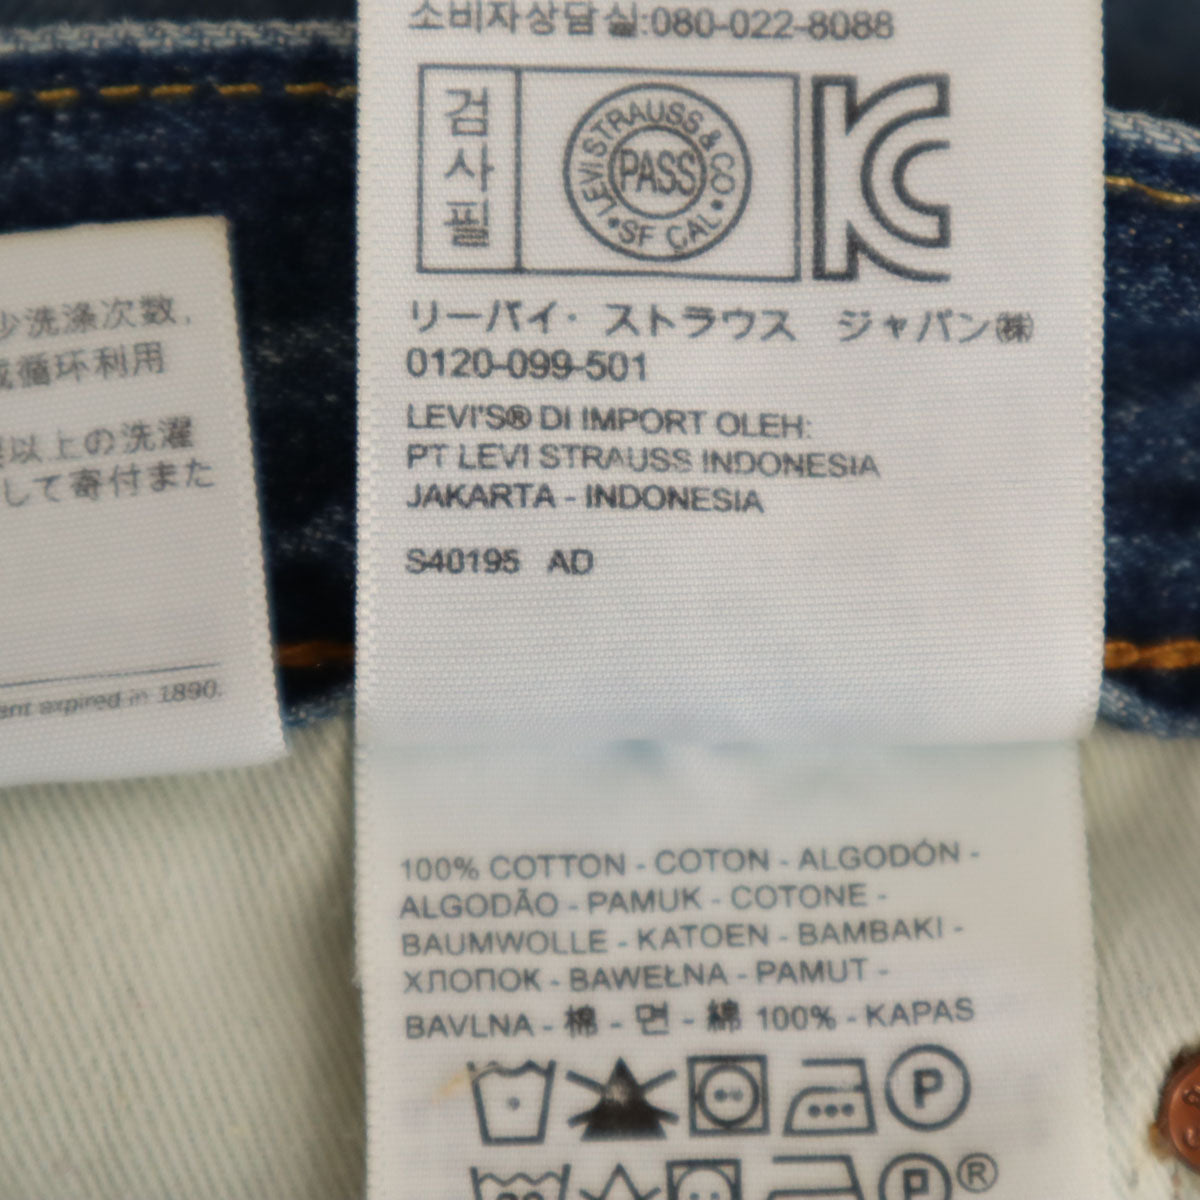 소비자상담실:080-022-8088
검사필
LEVI STRAUSS & CO • SF CAL •
PASS
リーバイ・ストラウス ジャパン㈱
0120-099-501
LEVI'S® DI IMPORT OLEH:
PT LEVI STRAUSS INDONESIA
JAKARTA - INDONESIA
S40195 AD
少洗涤次数,
循环利用
以上の洗濯
して寄付また
expired in 1890.
100% COTTON - COTON - ALGODÓN -
ALGODÃO - PAMUK - COTONE -
BAUMWOLLE - KATOEN - BAMBAKI -
ХЛОПОК - BAWEŁNA - PAMUT -
BAVLNA - 棉 - 면 - 綿 100% - KAPAS
P
P®